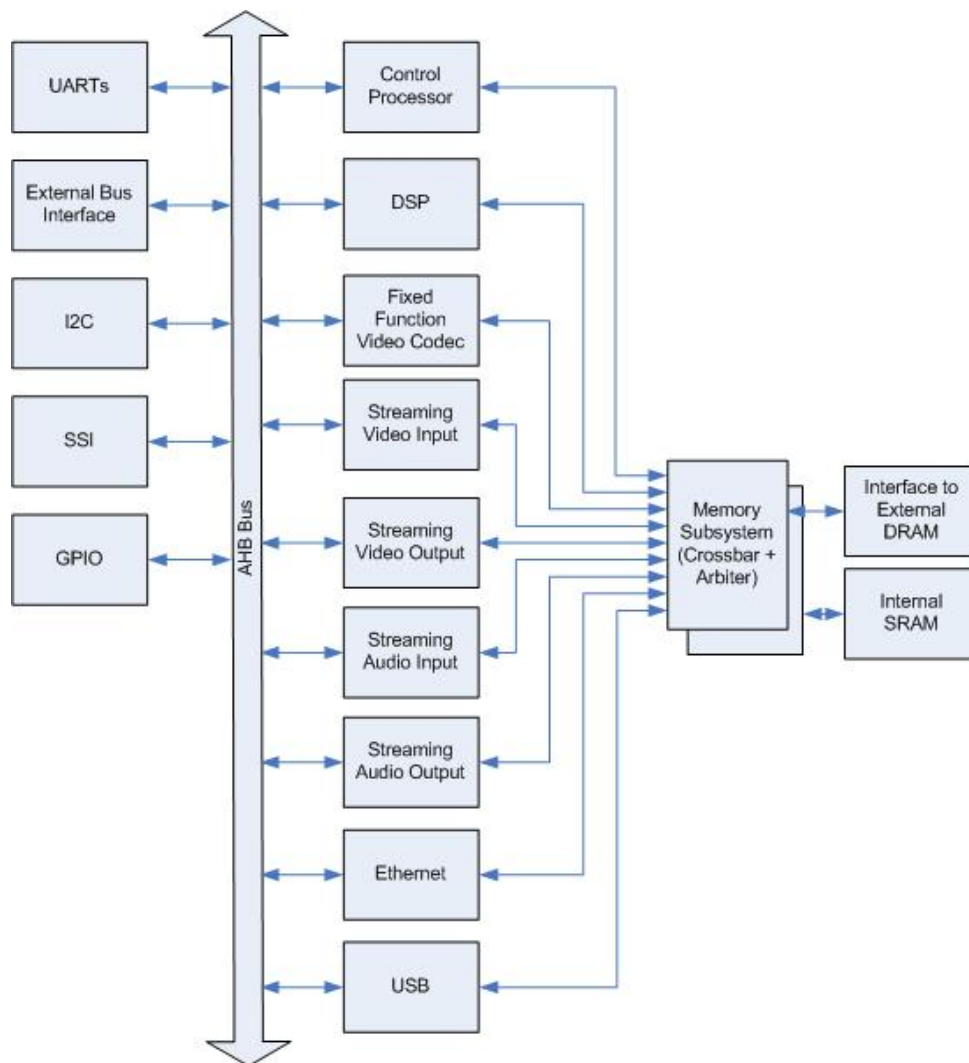 UARTs
External Bus
Interface
I2C
SSI
GPIO
AHB Bus
Control
Processor
DSP
Fixed
Function
Video Codec
Streaming
Video Input
Streaming
Video Output
Streaming
Audio Input
Streaming
Audio Output
Ethernet
USB
Memory
Subsystem
(Crossbar +
Arbiter)
Interface to
External
DRAM
Internal
SRAM